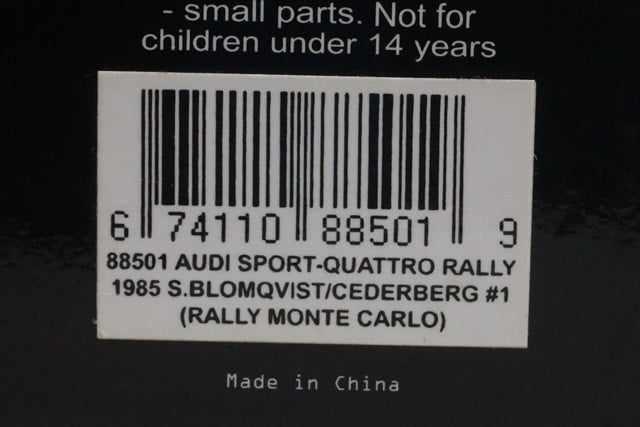 - small parts. Not for
children under 14 years
6 74110 88501 9
88501 AUDI SPORT-QUATTRO RALLY
1985 S.BLOMQVIST/CEDERBERG #1
(RALLY MONTE CARLO)
Made in China